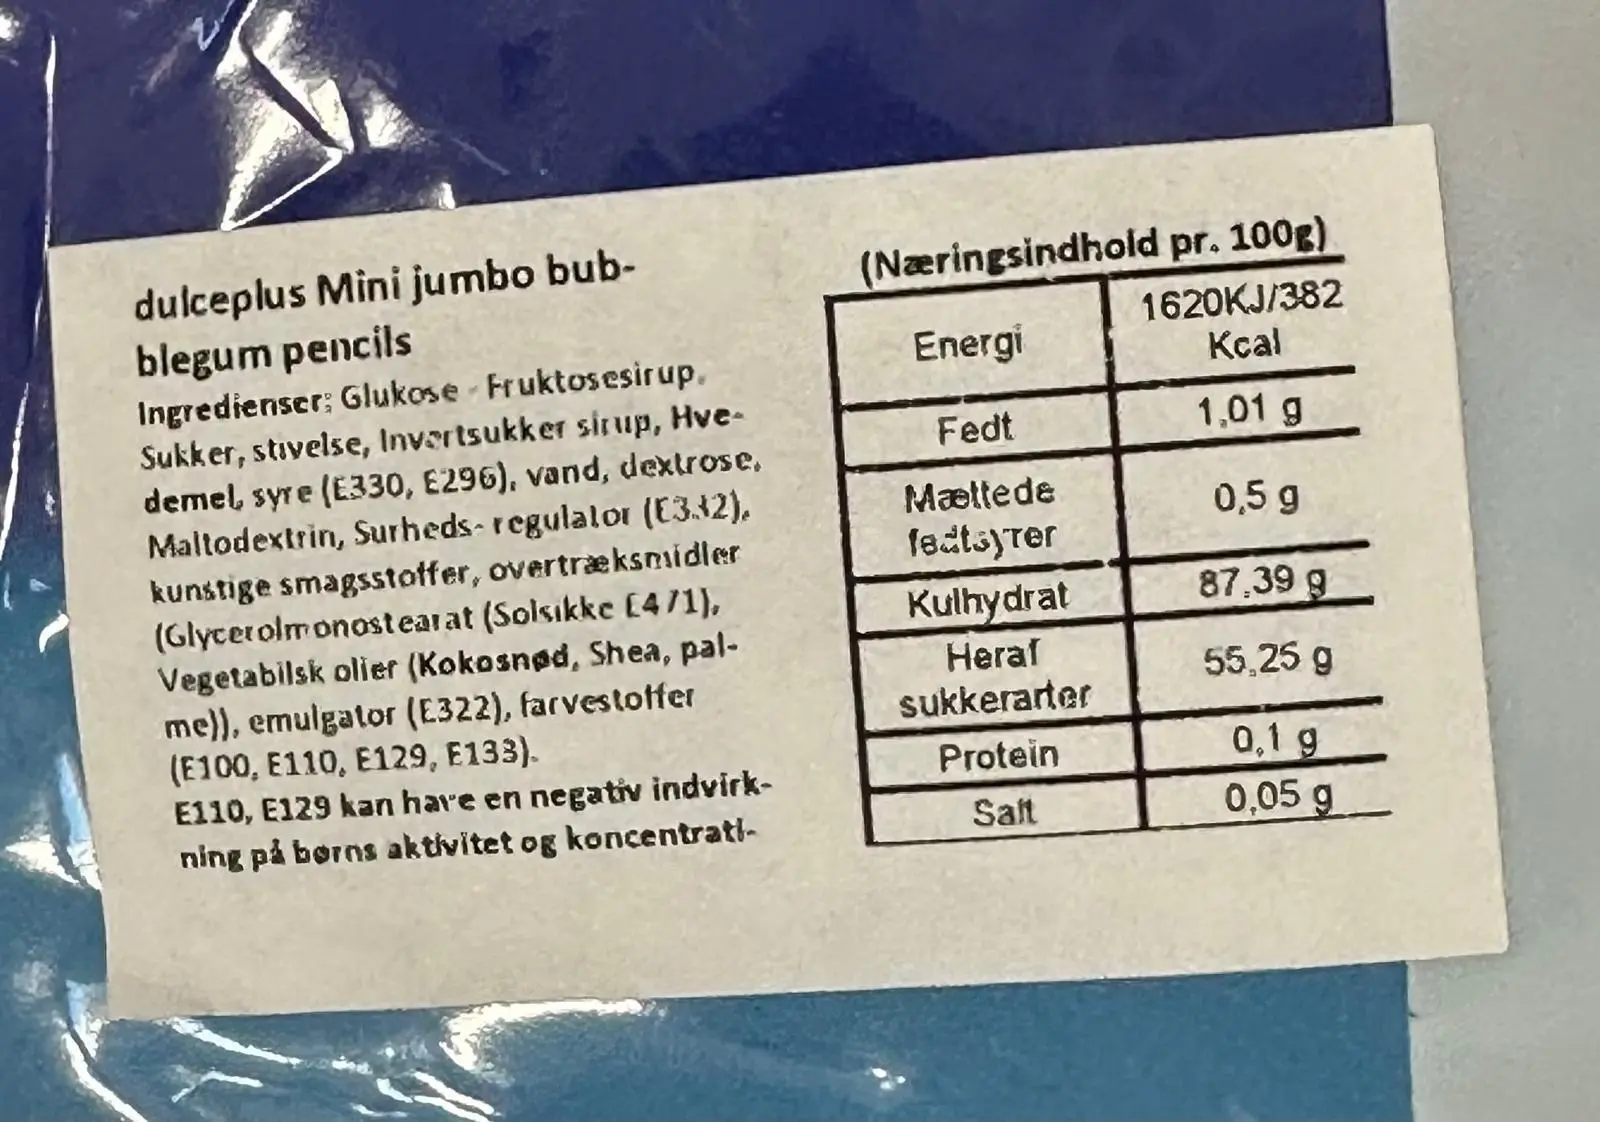 dulceplus Mini jumbo bub-
blegum pencils
Ingredienser; Glukose - Fruktosesirup,
Sukker, stivelse, Invertsukker sirup, Hve-
demel, syre (E330, E296), vand, dextrose,
Maltodextrin, Surheds- regulator (E332),
kunstige smagsstoffer, overtræksmidler
(Glycerolmonostearat (Solsikke E471),
Vegetabilsk olier (Kokosnød, Shea, pal-
me)), emulgator (E322), farvestoffer
(E100, E110, E129, E133).
E110, E129 kan have en negativ indvirk-
ning på børns aktivitet og koncentrati-
(Næringsindhold pr. 100g)
Energi 1620KJ/382
Kcal
Fedt 1,01 g
Mættede
fedtsyrer 0,5 g
Kulhydrat 87,39 g
Heraf
sukkerarter 55,25 g
Protein 0,1 g
Salt 0,05 g